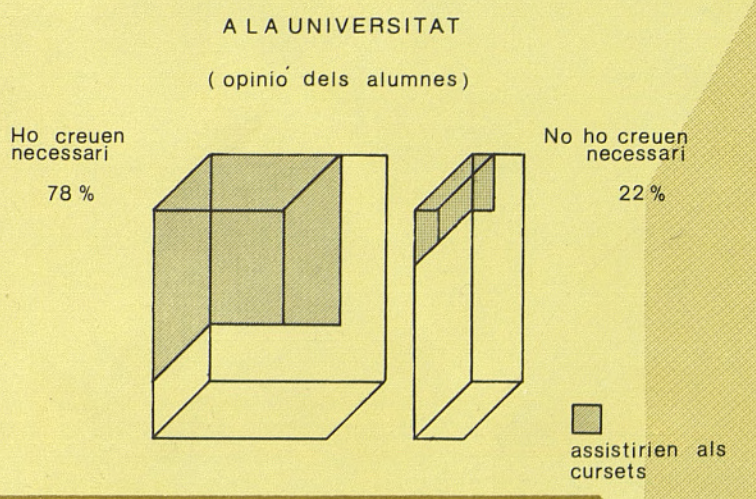 A LA UNIVERSITAT
(opinió dels alumnes)
Ho creuen
necessari
78 %
No ho creuen
necessari
22 %
assistirien als
cursets